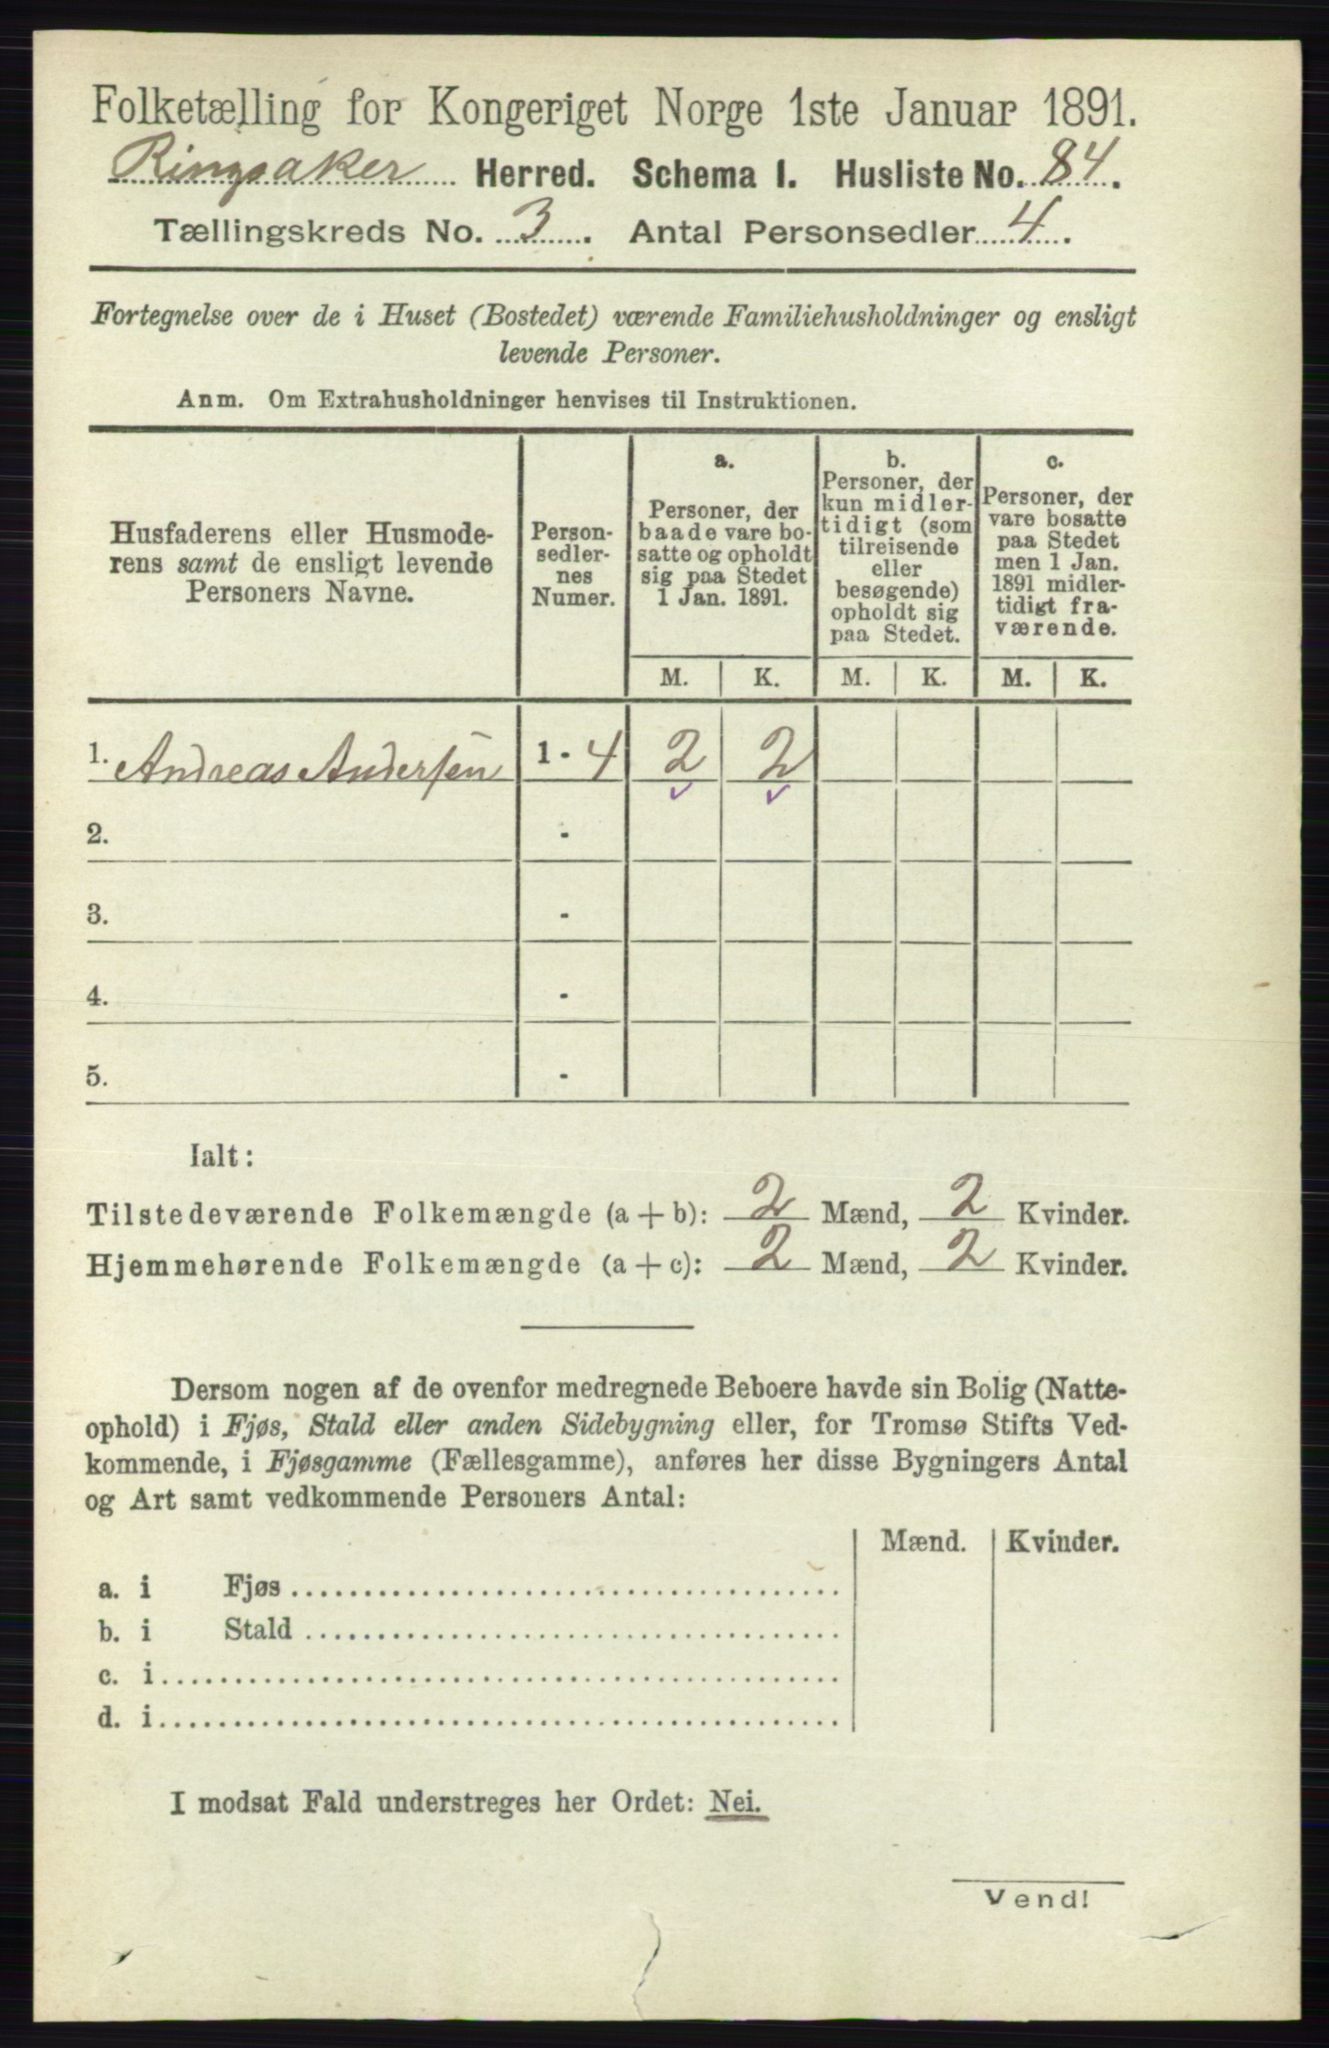 Folketælling for Kongeriget Norge 1ste Januar 1891.
Ringsaker Herred. Schema 1. Husliste No. 84.
Tællingskreds No. 3. Antal Personsedler 4.
Fortegnelse over de i Huset (Bostedet) værende Familiehusholdninger og ensligt
levende Personer.
Anm. Om Extrahusholdninger henvises til Instruktionen.
Husfaderens eller Husmode-
rens samt de ensligt levende
Personers Navne.
Person-
sedler-
nes
Numer.
a.
Personer, der
baade vare bo-
satte og opholdt
sig paa Stedet
1 Jan. 1891.
b.
Personer, der
kun midler-
tidigt (som
tilreisende
eller
besøgende)
opholdt sig
paa Stedet.
c.
Personer, der
vare bosatte
paa Stedet
men 1 Jan.
1891 midler-
tidigt fra-
værende.
M. K. M. K. M. K.
1. Andreas Andersen 1 - 4 2 2
2. -
3. -
4. -
5. -
Ialt:
Tilstedeværende Folkemængde (a + b): 2 Mænd, 2 Kvinder.
Hjemmehørende Folkemængde (a + c): 2 Mænd, 2 Kvinder.
Dersom nogen af de ovenfor medregnede Beboere havde sin Bolig (Natte-
ophold) i Fjøs, Stald eller anden Sidebygning eller, for Tromsø Stifts Ved-
kommende, i Fjøsgamme (Fællesgamme), anføres her disse Bygningers Antal
og Art samt vedkommende Personers Antal:
Mænd. Kvinder.
a. i Fjøs
b. i Stald
c. i
d. i
I modsat Fald understreges her Ordet: Nei.
Vend!